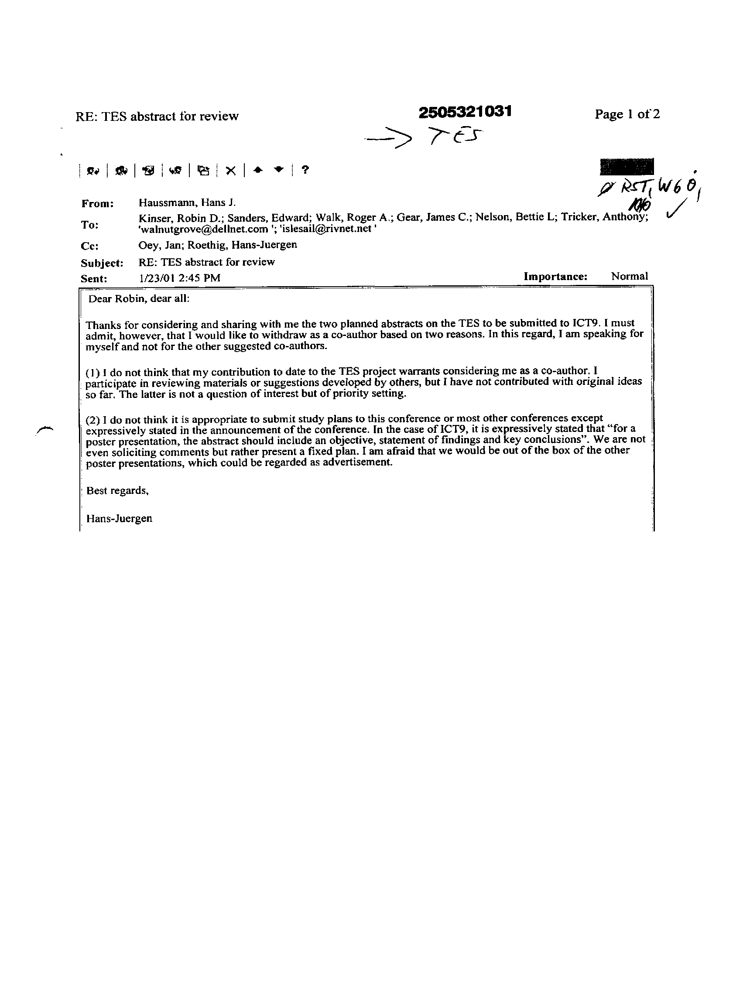 RE: TES abstract for review
2505321031
Page 1 of 2
→ TES
?
RST, W60,
From: Haussmann, Hans J.
To: Kinser, Robin D.; Sanders, Edward; Walk, Roger A.; Gear, James C.; Nelson, Bettie L; Tricker, Anthony;
'walnutgrove@dellnet.com '; 'islesail@rivnet.net '
Cc: Oey, Jan; Roethig, Hans-Juergen
Subject: RE: TES abstract for review
Sent: 1/23/01 2:45 PM Importance: Normal
Dear Robin, dear all:
Thanks for considering and sharing with me the two planned abstracts on the TES to be submitted to ICT9. I must
admit, however, that I would like to withdraw as a co-author based on two reasons. In this regard, I am speaking for
myself and not for the other suggested co-authors.
(1) I do not think that my contribution to date to the TES project warrants considering me as a co-author. I
participate in reviewing materials or suggestions developed by others, but I have not contributed with original ideas
so far. The latter is not a question of interest but of priority setting.
(2) I do not think it is appropriate to submit study plans to this conference or most other conferences except
expressively stated in the announcement of the conference. In the case of ICT9, it is expressively stated that "for a
poster presentation, the abstract should include an objective, statement of findings and key conclusions". We are not
even soliciting comments but rather present a fixed plan. I am afraid that we would be out of the box of the other
poster presentations, which could be regarded as advertisement.
Best regards,
Hans-Juergen